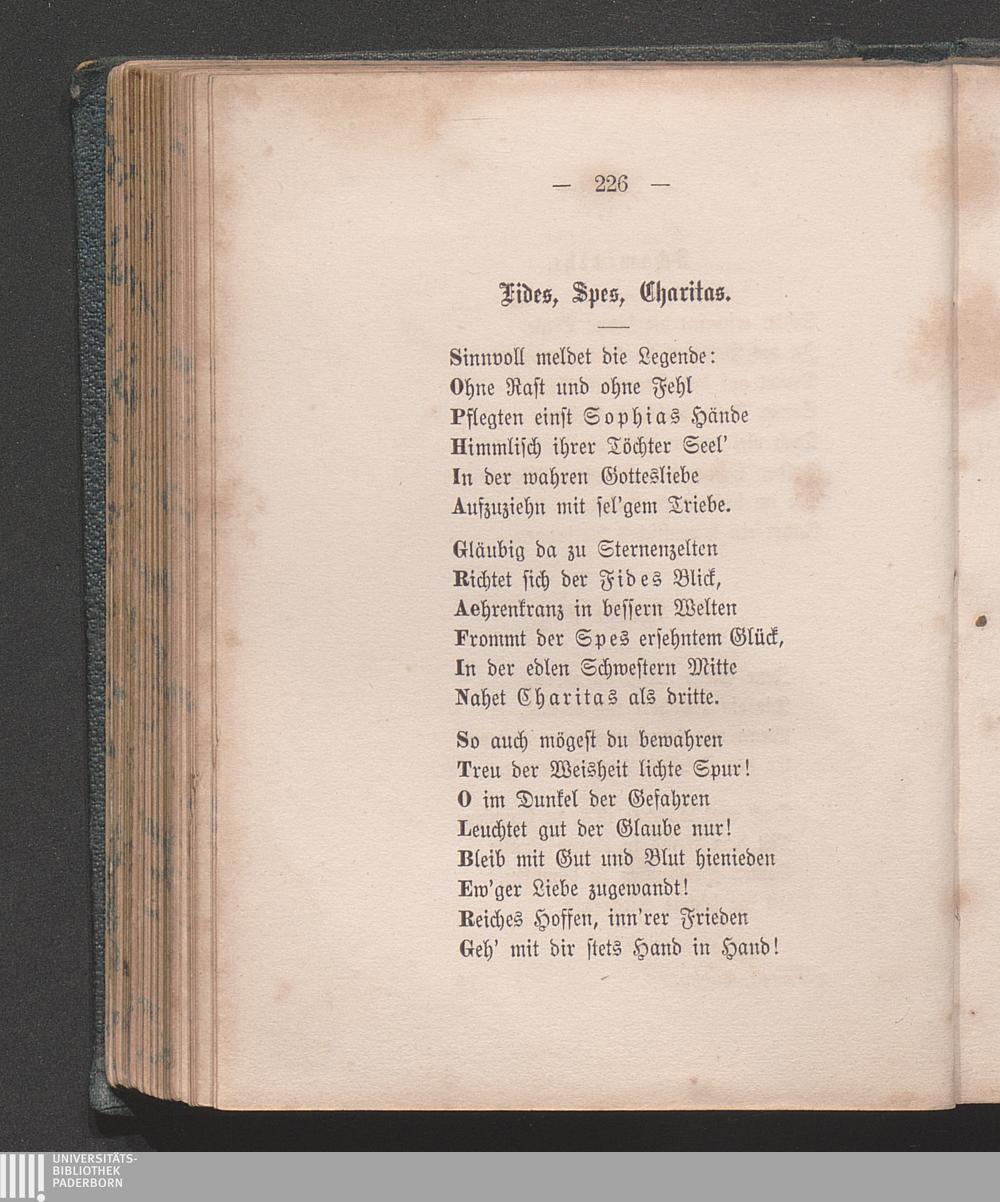 — 226 —
Fides, Spes, Charitas.
Sinnvoll meldet die Legende:
Ohne Rast und ohne Fehl
Pflegten einst Sophias Hände
Himmlisch ihrer Töchter Seel'
In der wahren Gottesliebe
Aufzuziehn mit sel'gem Triebe.
Gläubig da zu Sternenzelten
Richtet sich der Fides Blick,
Aehrenkranz in bessern Welten
Frommt der Spes ersehntem Glück,
In der edlen Schwestern Mitte
Nahet Charitas als dritte.
So auch mögest du bewahren
Treu der Weisheit lichte Spur!
O im Dunkel der Gefahren
Leuchtet gut der Glaube nur!
Bleib mit Gut und Blut hienieden
Ew'ger Liebe zugewandt!
Reiches Hoffen, inn'rer Frieden
Geh' mit dir stets Hand in Hand!
UNIVERSITÄTS-
BIBLIOTHEK
PADERBORN